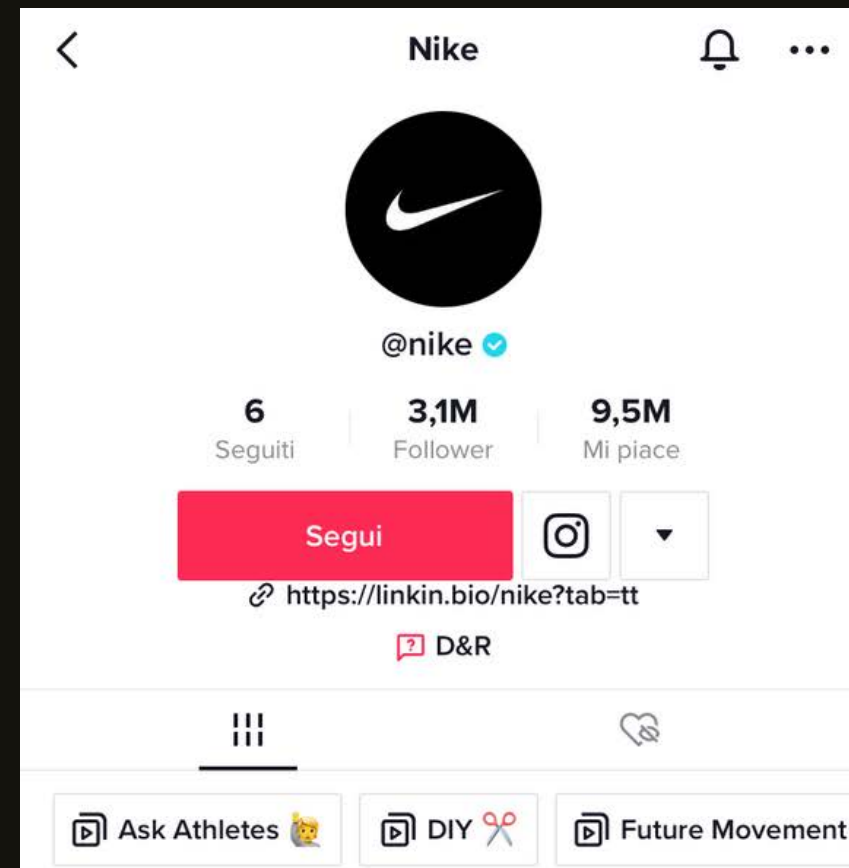 Nike
@nike
6 3,1M 9,5M
Seguiti Follower Mi piace
Segui
https://linkin.bio/nike?tab=tt
D&R
Ask Athletes 🙋 DIY ✂️ Future Movement